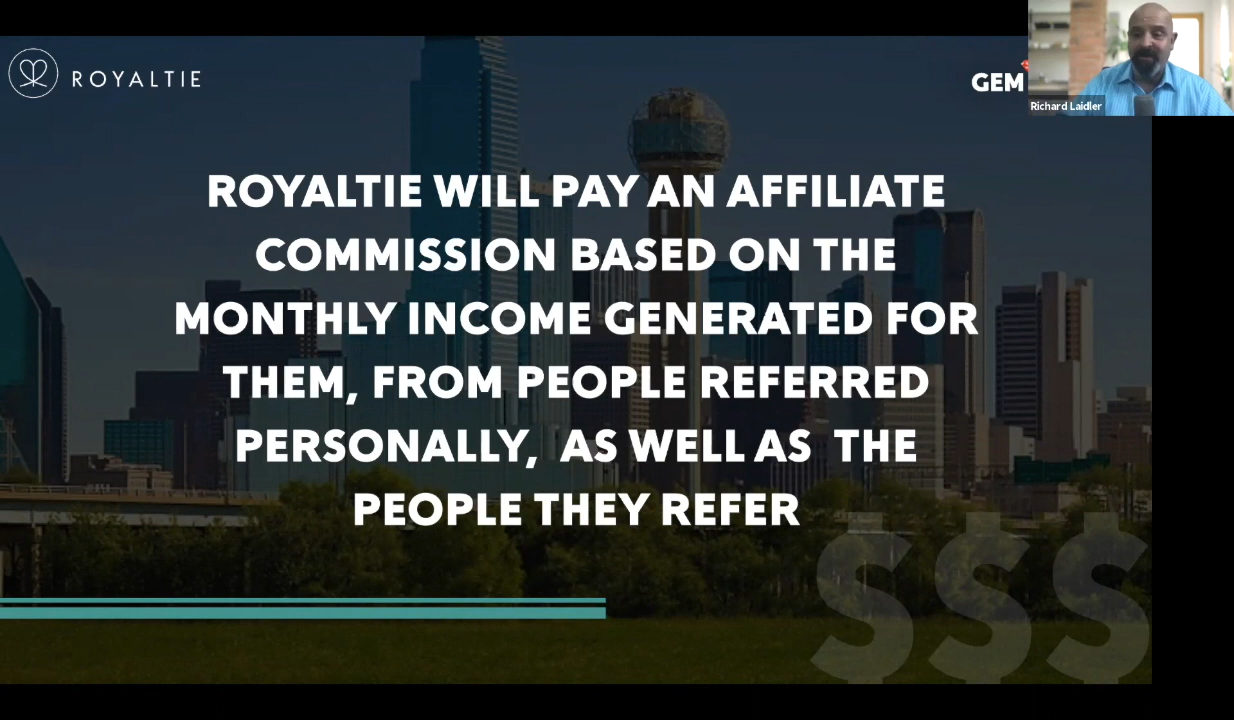 ROYALTIE
GEM
Richard Laidler
ROYALTIE WILL PAY AN AFFILIATE
COMMISSION BASED ON THE
MONTHLY INCOME GENERATED FOR
THEM, FROM PEOPLE REFERRED
PERSONALLY, AS WELL AS THE
PEOPLE THEY REFER
$$$